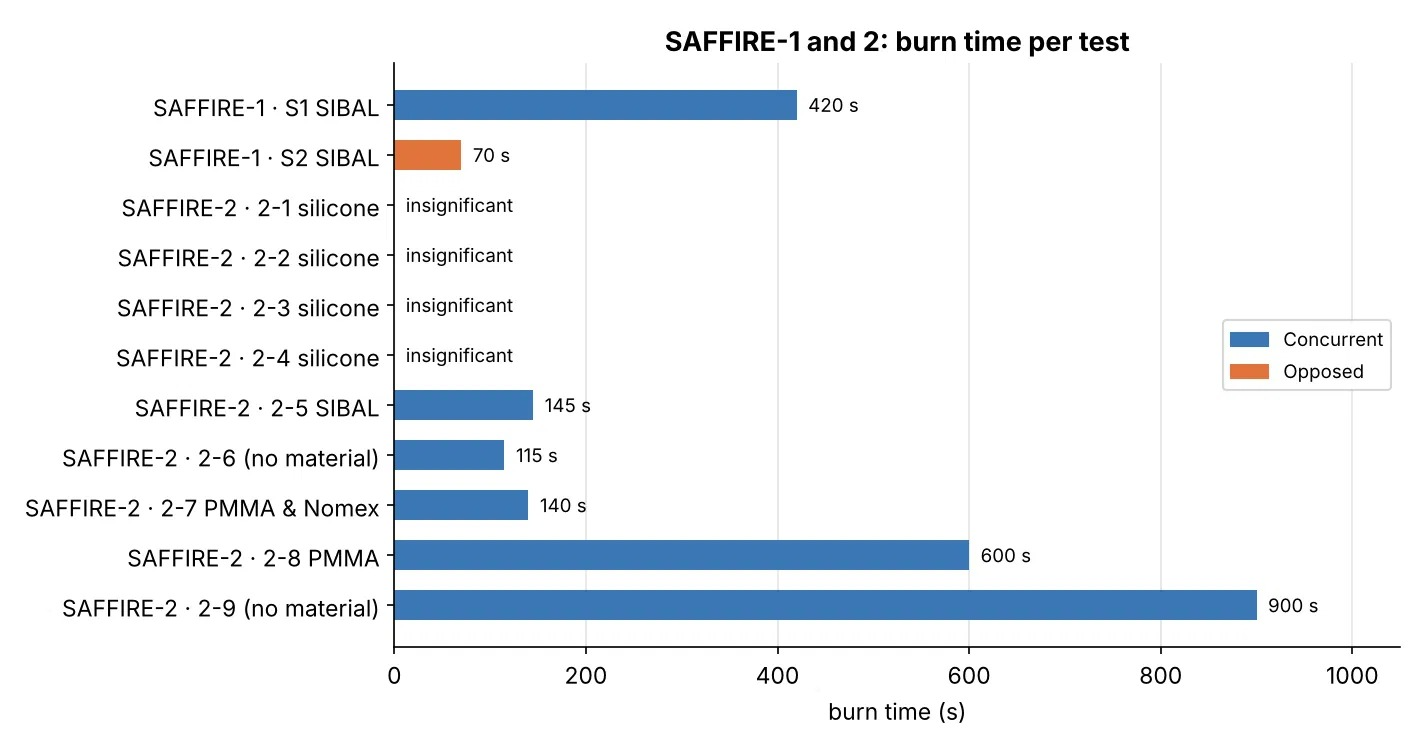 SAFFIRE-1 and 2: burn time per test
SAFFIRE-1 · S1 SIBAL
420 s
SAFFIRE-1 · S2 SIBAL
70 s
SAFFIRE-2 · 2-1 silicone
insignificant
SAFFIRE-2 · 2-2 silicone
insignificant
SAFFIRE-2 · 2-3 silicone
insignificant
SAFFIRE-2 · 2-4 silicone
insignificant
SAFFIRE-2 · 2-5 SIBAL
145 s
SAFFIRE-2 · 2-6 (no material)
115 s
SAFFIRE-2 · 2-7 PMMA & Nomex
140 s
SAFFIRE-2 · 2-8 PMMA
600 s
SAFFIRE-2 · 2-9 (no material)
900 s
Concurrent
Opposed
0 200 400 600 800 1000
burn time (s)